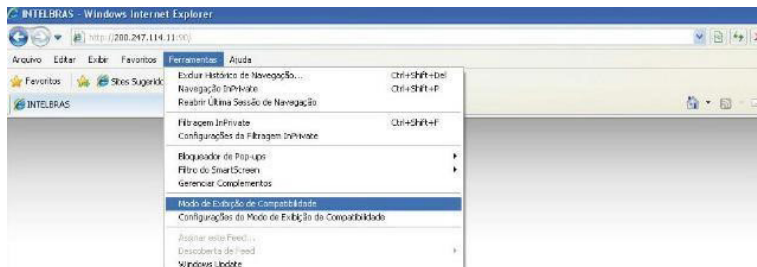 INTELBRAS - Windows Internet Explorer
http://200.247.114.11:90/
Arquivo Editar Exibir Favoritos Ferramentas Ajuda
Favoritos Sites Sugerido
INTELBRAS
Excluir Histórico de Navegação... Ctrl+Shift+Del
Navegação InPrivate Ctrl+Shift+P
Reabrir Última Sessão de Navegação
Filtragem InPrivate Ctrl+Shift+F
Configurações da Filtragem InPrivate
Bloqueador de Pop-ups
Filtro do SmartScreen
Gerenciar Complementos
Modo de Exibição de Compatibilidade
Configurações do Modo de Exibição de Compatibilidade
Assinar este Feed...
Descoberta de Feed
Windows Update